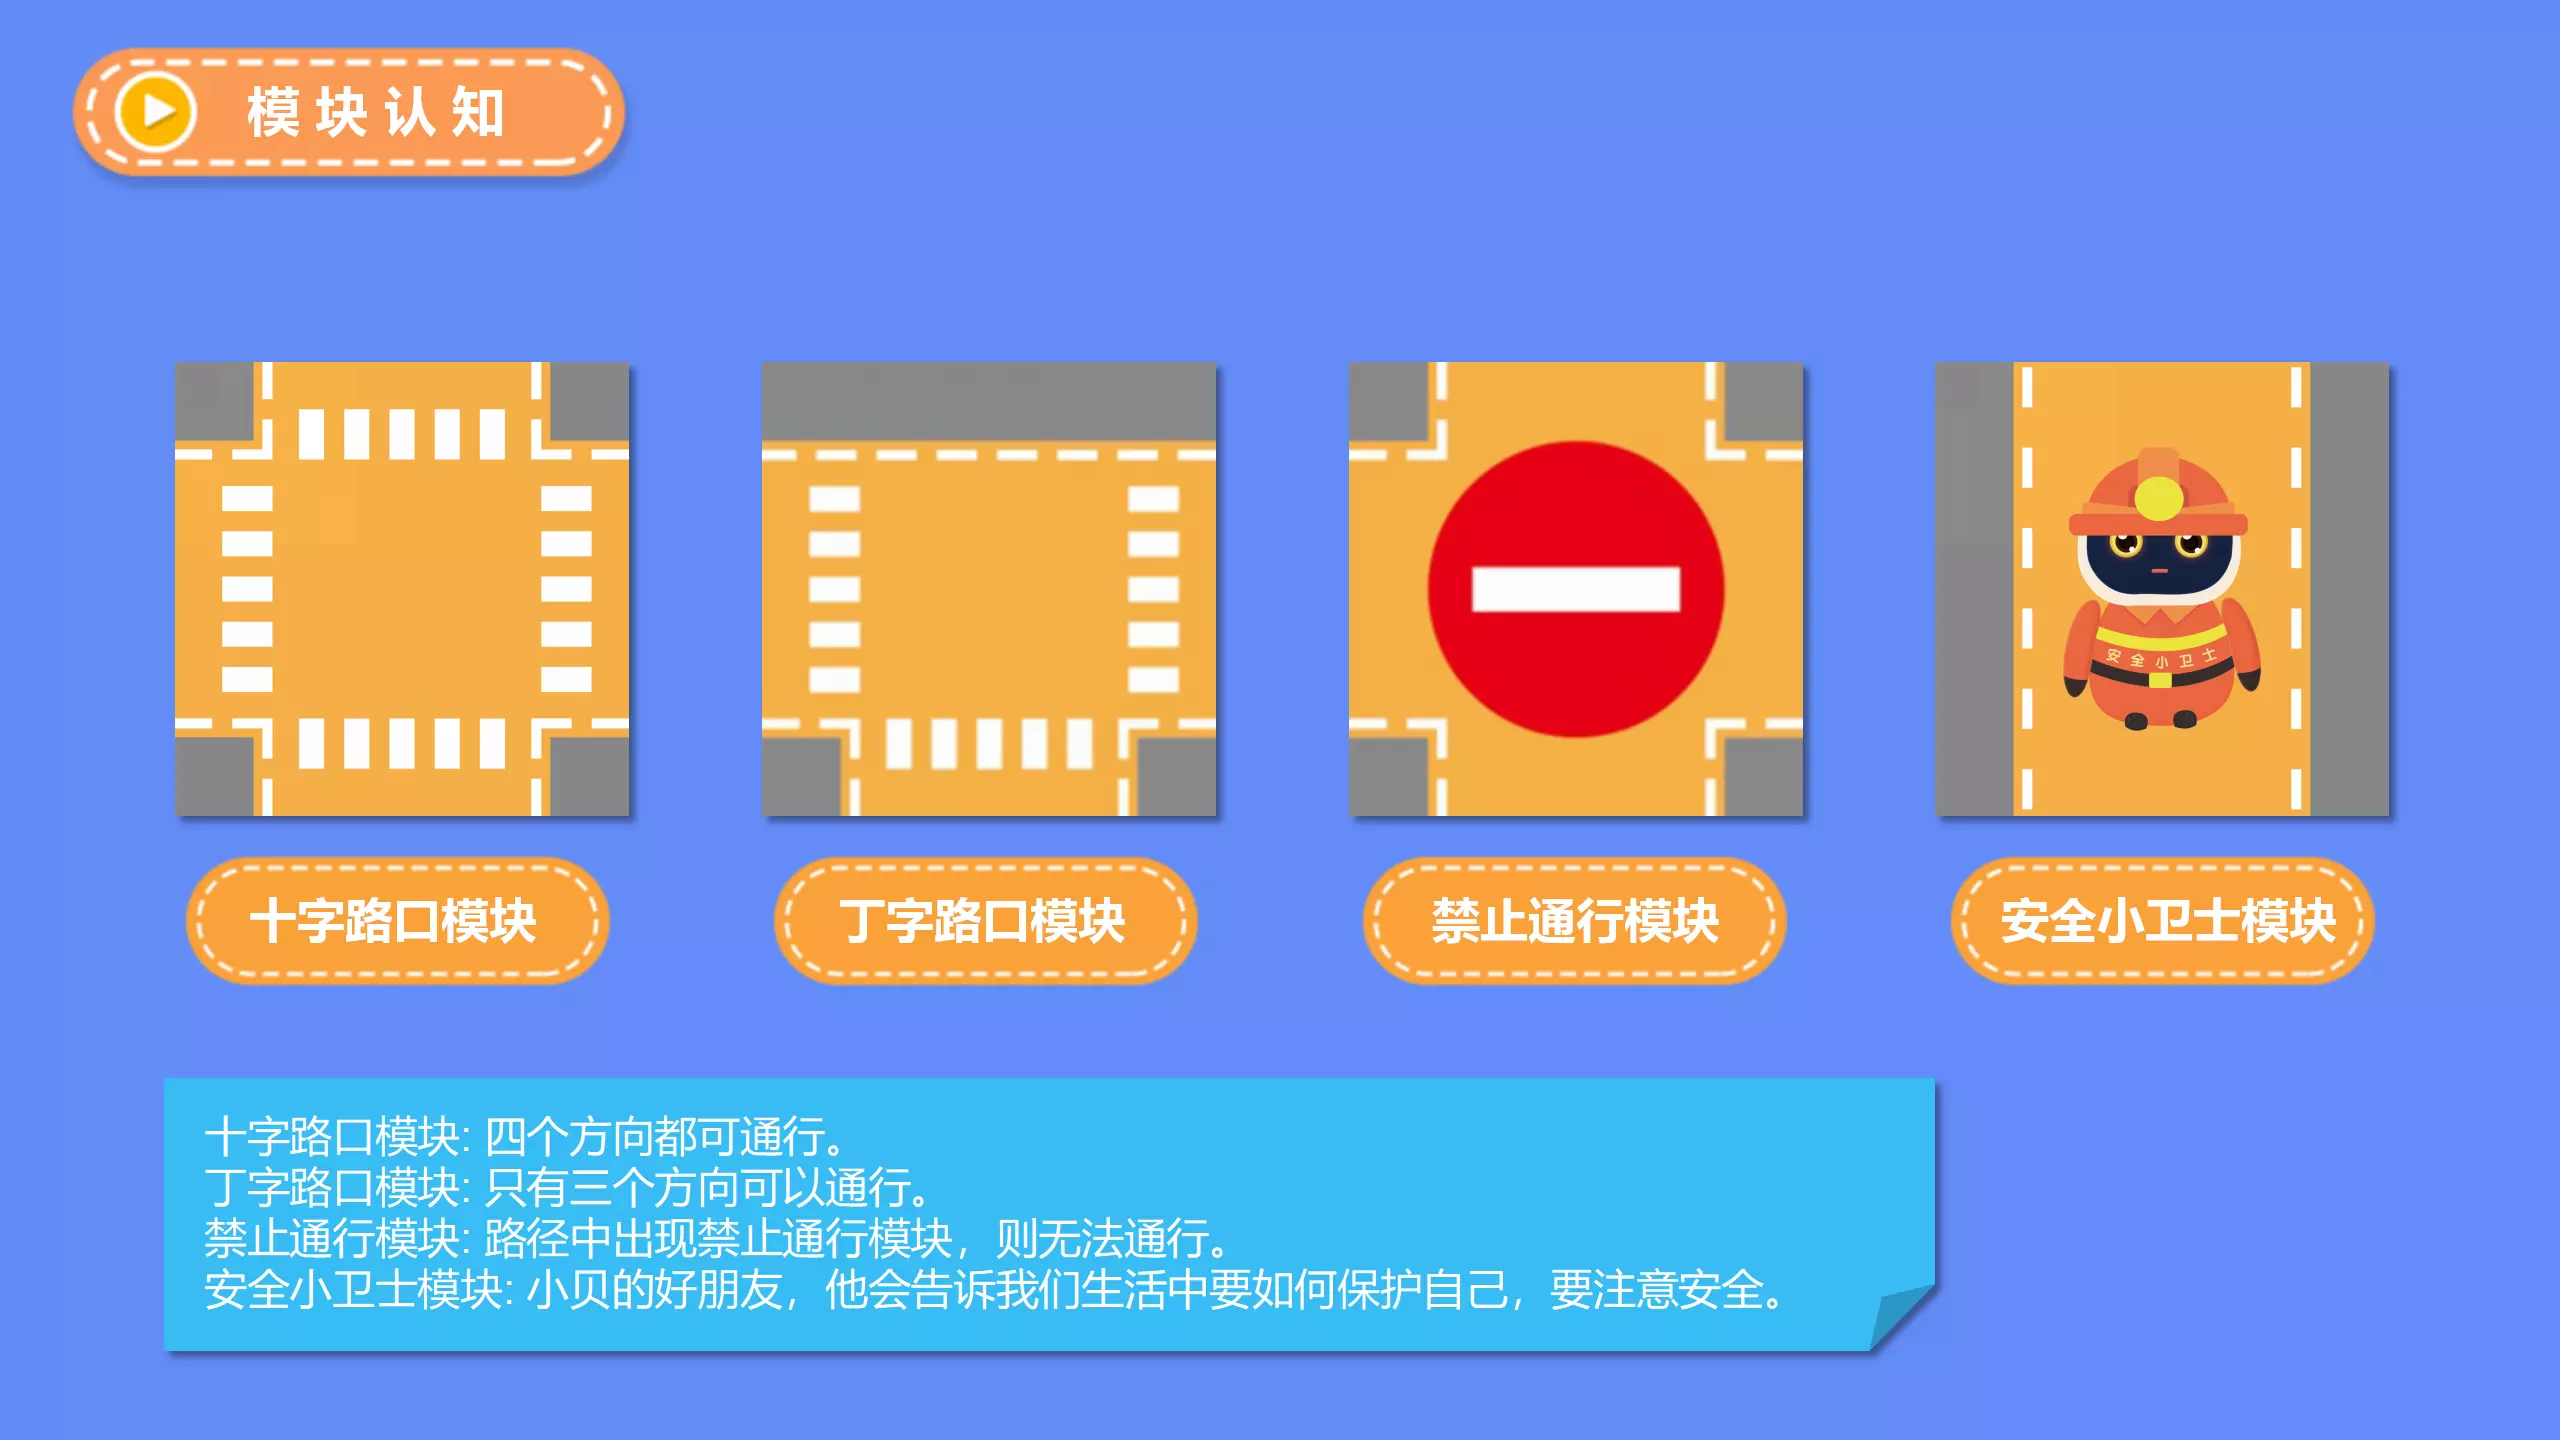 模块认知
安全小卫士
十字路口模块
丁字路口模块
禁止通行模块
安全小卫士模块
十字路口模块: 四个方向都可通行。
丁字路口模块: 只有三个方向可以通行。
禁止通行模块: 路径中出现禁止通行模块，则无法通行。
安全小卫士模块: 小贝的好朋友，他会告诉我们生活中要如何保护自己，要注意安全。